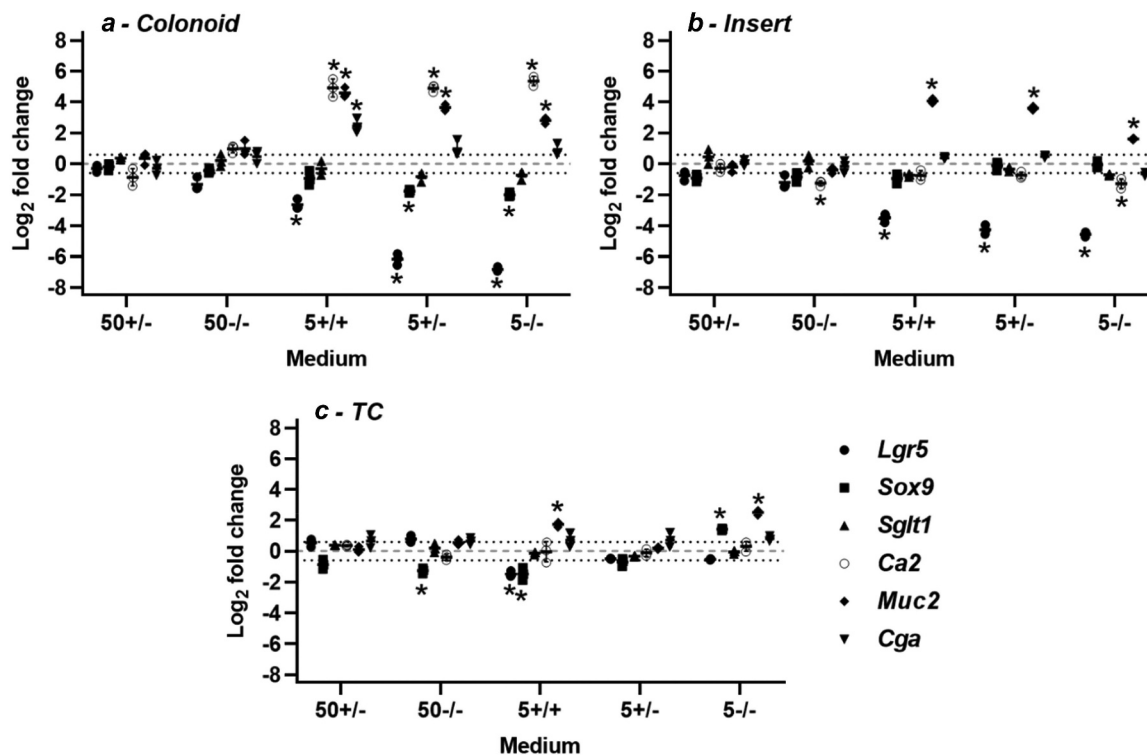 a - Colonoid
Log2 fold change
8
6
4
2
0
-2
-4
-6
-8
* * * * * * * *
* * * * *
50+/- 50-/- 5+/+ 5+/- 5-/-
Medium
b - Insert
Log2 fold change
8
6
4
2
0
-2
-4
-6
-8
* * *
* * * * *
50+/- 50-/- 5+/+ 5+/- 5-/-
Medium
c - TC
Log2 fold change
8
6
4
2
0
-2
-4
-6
-8
* * *
* * *
50+/- 50-/- 5+/+ 5+/- 5-/-
Medium
Lgr5
Sox9
Sglt1
Ca2
Muc2
Cga